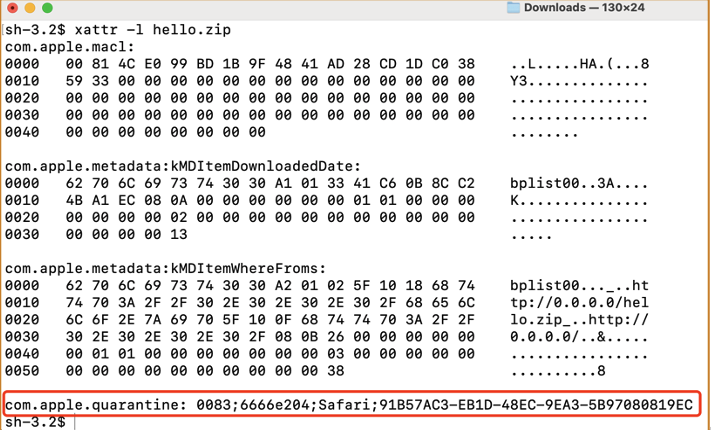 Downloads — 130×24
sh-3.2$ xattr -l hello.zip
com.apple.macl:
0000 00 81 4C E0 99 BD 1B 9F 48 41 AD 28 CD 1D C0 38 ..L.....HA.(...8
0010 59 33 00 00 00 00 00 00 00 00 00 00 00 00 00 00 Y3..............
0020 00 00 00 00 00 00 00 00 00 00 00 00 00 00 00 00 ................
0030 00 00 00 00 00 00 00 00 00 00 00 00 00 00 00 00 ................
0040 00 00 00 00 00 00 00 00 ........
com.apple.metadata:kMDItemDownloadedDate:
0000 62 70 6C 69 73 74 30 30 A1 01 33 41 C6 0B 8C C2 bplist00..3A....
0010 4B A1 EC 08 0A 00 00 00 00 00 00 01 01 00 00 00 K...............
0020 00 00 00 00 02 00 00 00 00 00 00 00 00 00 00 00 ................
0030 00 00 00 00 13 .....
com.apple.metadata:kMDItemWhereFroms:
0000 62 70 6C 69 73 74 30 30 A2 01 02 5F 10 18 68 74 bplist00..._..ht
0010 74 70 3A 2F 2F 30 2E 30 2E 30 2E 30 2F 68 65 6C tp://0.0.0.0/hel
0020 6C 6F 2E 7A 69 70 5F 10 0F 68 74 74 70 3A 2F 2F lo.zip_..http://
0030 30 2E 30 2E 30 2E 30 2F 08 0B 26 00 00 00 00 00 0.0.0.0/..&.....
0040 00 01 01 00 00 00 00 00 00 00 03 00 00 00 00 00 ................
0050 00 00 00 00 00 00 00 00 00 00 38 ..........8
com.apple.quarantine: 0083;6666e204;Safari;91B57AC3-EB1D-48EC-9EA3-5B97080819EC
sh-3.2$